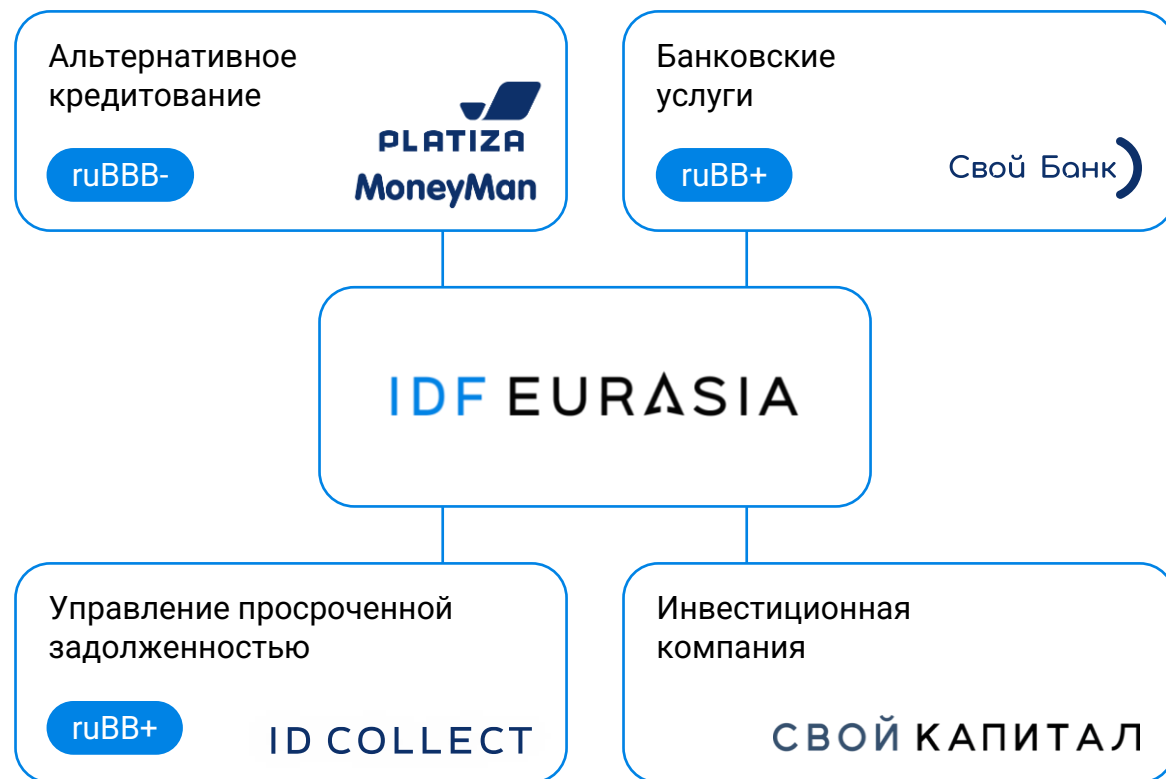 Альтернативное
кредитование
ruBBB-
PLATIZA
MoneyMan
Банковские
услуги
ruBB+
Свой Банк
IDF EURASIA
Управление просроченной
задолженностью
ruBB+
ID COLLECT
Инвестиционная
компания
СВОЙ КАПИТАЛ